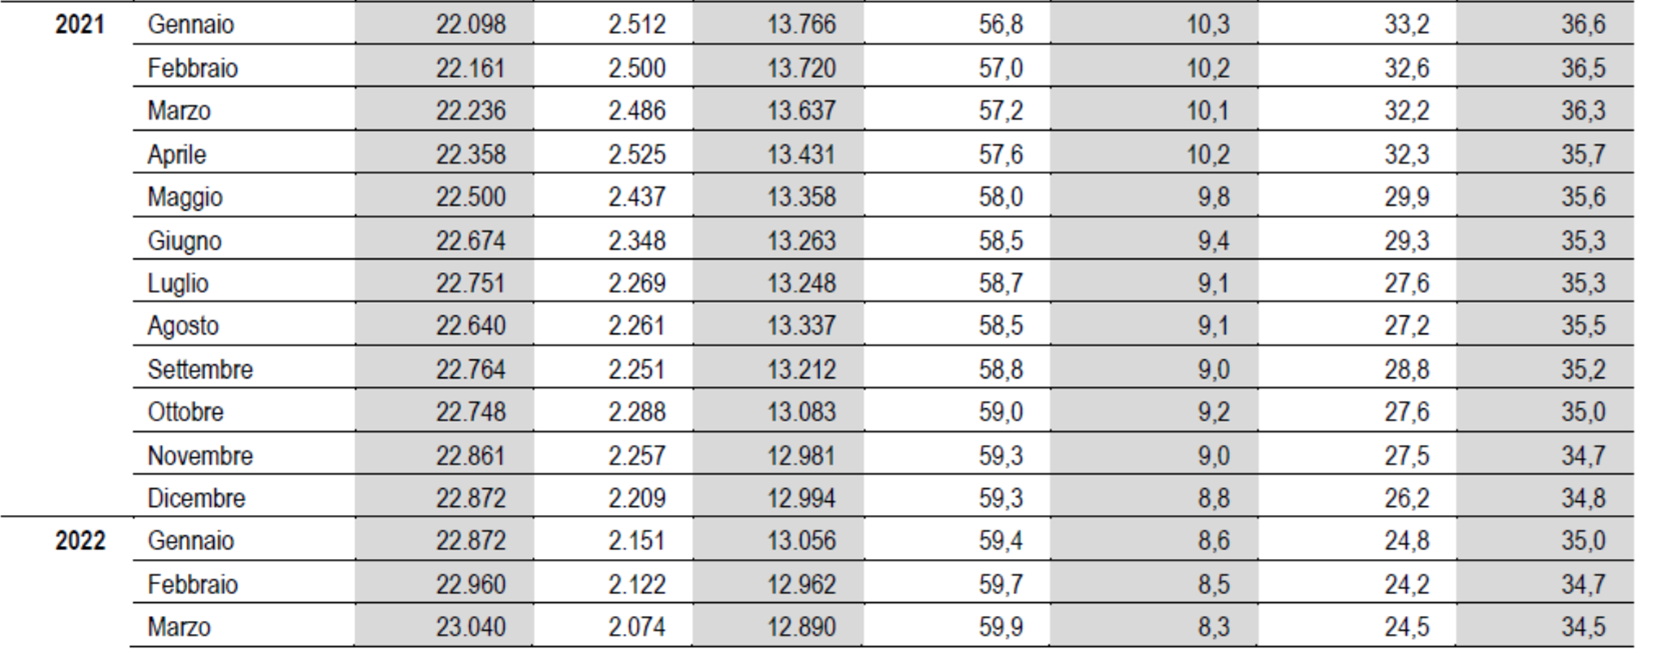 2021 Gennaio 22.098 2.512 13.766 56,8 10,3 33,2 36,6
Febbraio 22.161 2.500 13.720 57,0 10,2 32,6 36,5
Marzo 22.236 2.486 13.637 57,2 10,1 32,2 36,3
Aprile 22.358 2.525 13.431 57,6 10,2 32,3 35,7
Maggio 22.500 2.437 13.358 58,0 9,8 29,9 35,6
Giugno 22.674 2.348 13.263 58,5 9,4 29,3 35,3
Luglio 22.751 2.269 13.248 58,7 9,1 27,6 35,3
Agosto 22.640 2.261 13.337 58,5 9,1 27,2 35,5
Settembre 22.764 2.251 13.212 58,8 9,0 28,8 35,2
Ottobre 22.748 2.288 13.083 59,0 9,2 27,6 35,0
Novembre 22.861 2.257 12.981 59,3 9,0 27,5 34,7
Dicembre 22.872 2.209 12.994 59,3 8,8 26,2 34,8
2022 Gennaio 22.872 2.151 13.056 59,4 8,6 24,8 35,0
Febbraio 22.960 2.122 12.962 59,7 8,5 24,2 34,7
Marzo 23.040 2.074 12.890 59,9 8,3 24,5 34,5